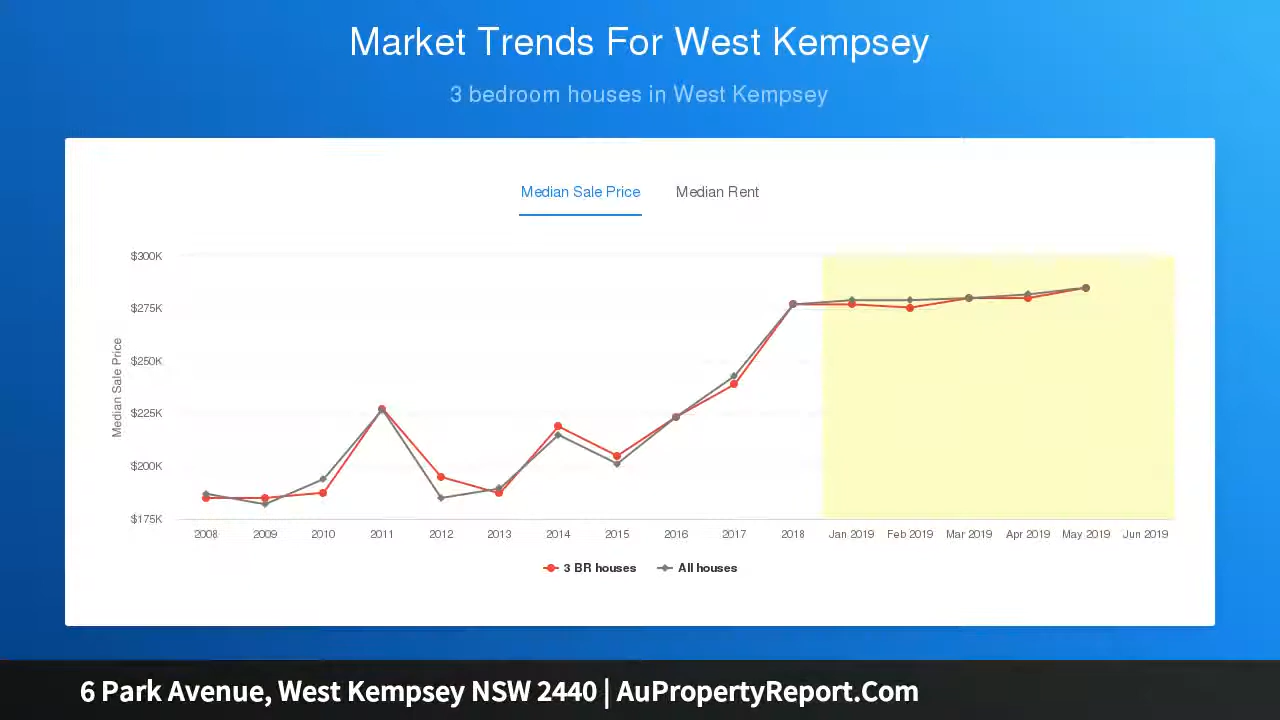 Market Trends For West Kempsey
3 bedroom houses in West Kempsey
Median Sale Price Median Rent
Median Sale Price
$300K
$275K
$250K
$225K
$200K
$175K
2008 2009 2010 2011 2012 2013 2014 2015 2016 2017 2018 Jan 2019 Feb 2019 Mar 2019 Apr 2019 May 2019 Jun 2019
3 BR houses All houses
6 Park Avenue, West Kempsey NSW 2440 | AuPropertyReport.Com